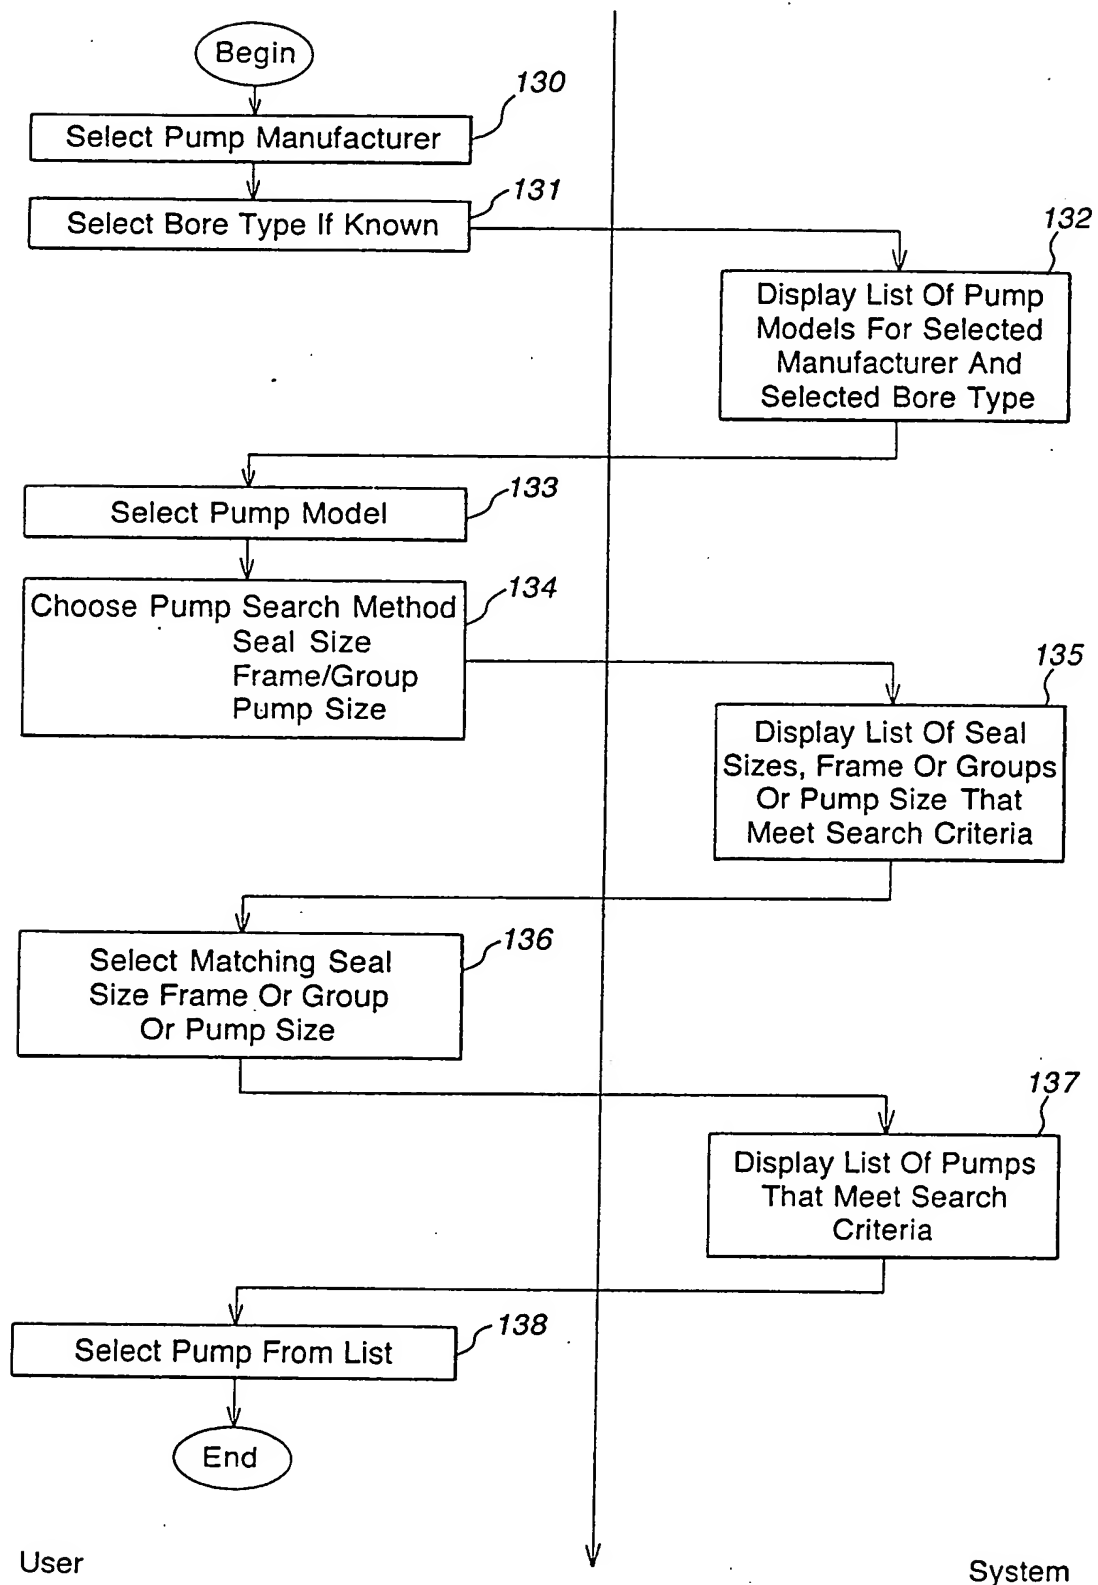 Begin
130
Select Pump Manufacturer
131
Select Bore Type If Known
132
Display List Of Pump
Models For Selected
Manufacturer And
Selected Bore Type
133
Select Pump Model
134
Choose Pump Search Method
Seal Size
Frame/Group
Pump Size
135
Display List Of Seal
Sizes, Frame Or Groups
Or Pump Size That
Meet Search Criteria
136
Select Matching Seal
Size Frame Or Group
Or Pump Size
137
Display List Of Pumps
That Meet Search
Criteria
138
Select Pump From List
End
User
System